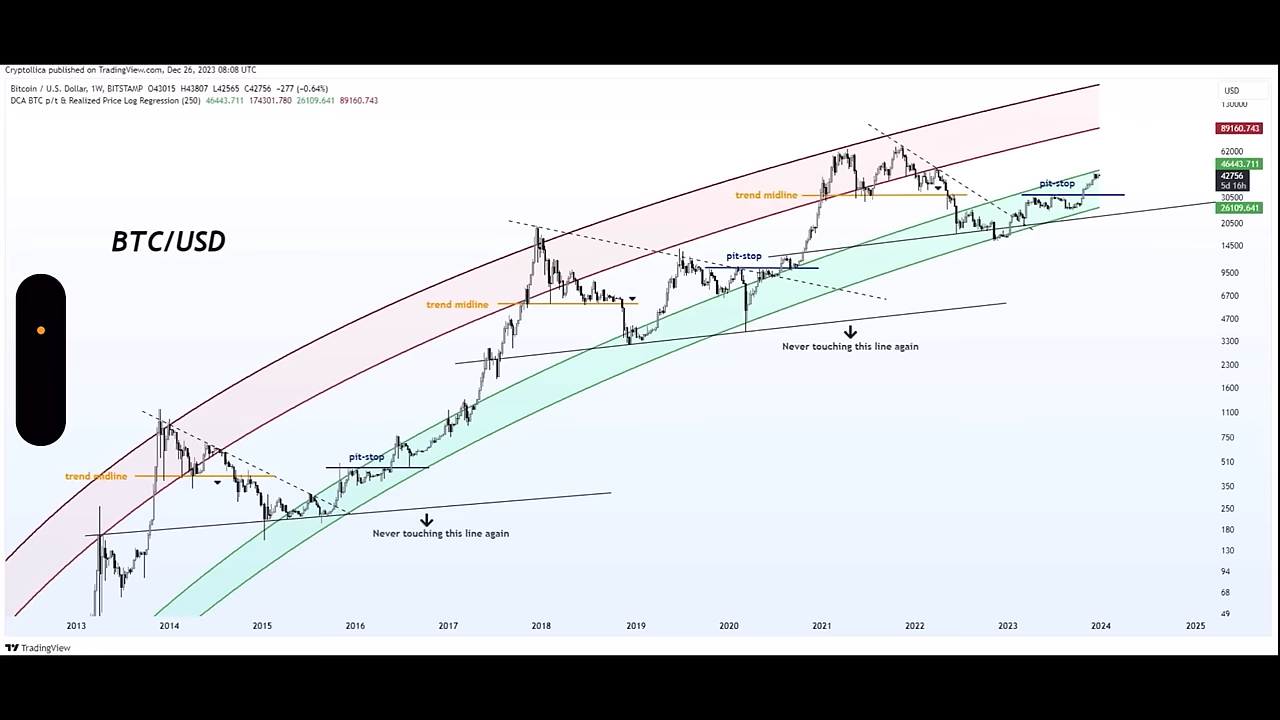 Cryptollica published on TradingView.com, Dec 26, 2023 08:08 UTC
Bitcoin / U.S. Dollar, 1W, BITSTAMP O43015 H43807 L42565 C42756 −277 (−0.64%)
DCA BTC p/t & Realized Price Log Regression (250) 46443.711 174301.780 26109.641 89160.743
USD
130000
89160.743
62000
46443.711
42756
5d 16h
30500
26109.641
20500
14500
9500
6700
4700
3300
2300
1600
1100
750
510
350
250
180
130
94
68
49
BTC/USD
trend midline
pit-stop
Never touching this line again
trend midline
pit-stop
Never touching this line again
trend midline
pit-stop
2013 2014 2015 2016 2017 2018 2019 2020 2021 2022 2023 2024 2025
TradingView